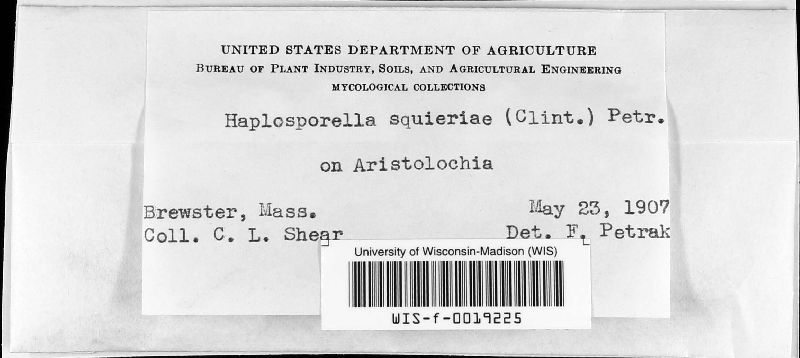 UNITED STATES DEPARTMENT OF AGRICULTURE
BUREAU OF PLANT INDUSTRY, SOILS, AND AGRICULTURAL ENGINEERING
MYCOLOGICAL COLLECTIONS
Haplosporella squieriae (Clint.) Petr.
on Aristolochia
Brewster, Mass. May 23, 1907
Coll. C. L. Shear Det. F. Petrak
University of Wisconsin-Madison (WIS)
WIS-f-0019225